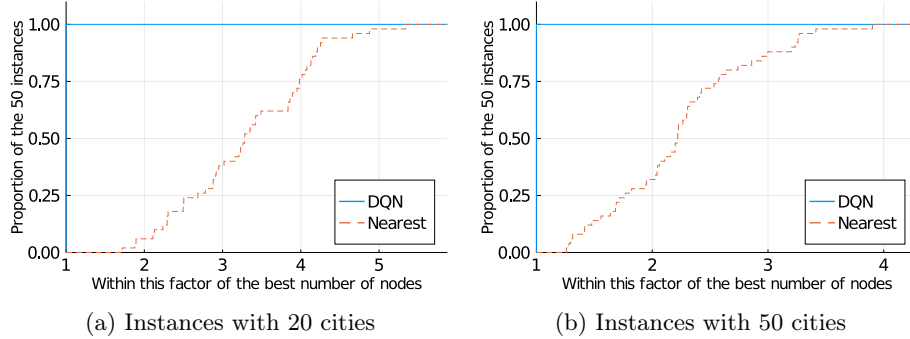 Proportion of the 50 instances
1.00
0.75
0.50
0.25
0.00
DQN
Nearest
1 2 3 4 5
Within this factor of the best number of nodes
(a) Instances with 20 cities
Proportion of the 50 instances
1.00
0.75
0.50
0.25
0.00
DQN
Nearest
1 2 3 4
Within this factor of the best number of nodes
(b) Instances with 50 cities